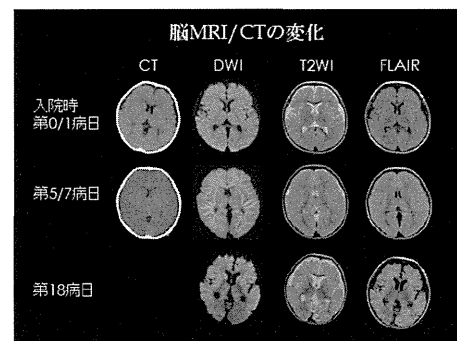 脳MRI/CTの変化
CT DWI T2WI FLAIR
入院時
第0/1病日
第5/7病日
第18病日